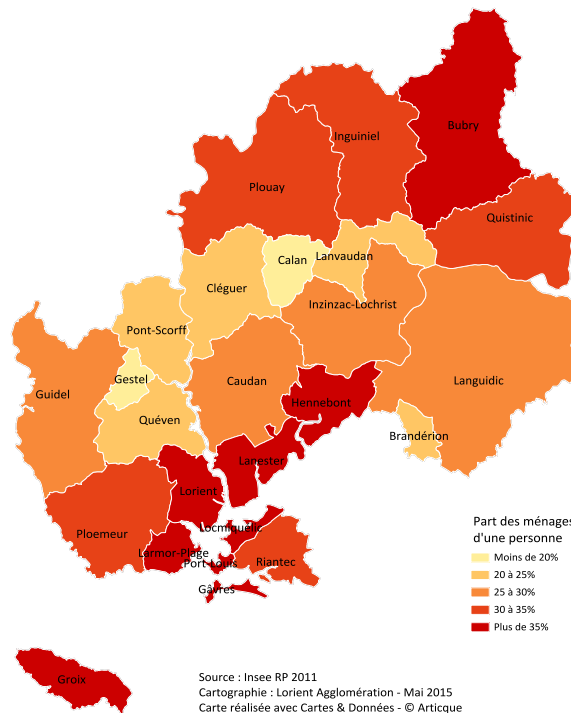 Bubry
Inguiniel
Plouay
Quistinic
Calan
Lanvaudan
Cléguer
Inzinzac-Lochrist
Pont-Scorff
Gestel
Caudan
Languidic
Guidel
Hennebont
Quéven
Brandérion
Lanester
Lorient
Part des ménages
d'une personne
Locmiquélic
Ploemeur
Larmor-Plage
Port-Louis
Riantec
Moins de 20%
20 à 25%
Gâvres
25 à 30%
30 à 35%
Plus de 35%
Groix
Source : Insee RP 2011
Cartographie : Lorient Agglomération - Mai 2015
Carte réalisée avec Cartes & Données - © Articque